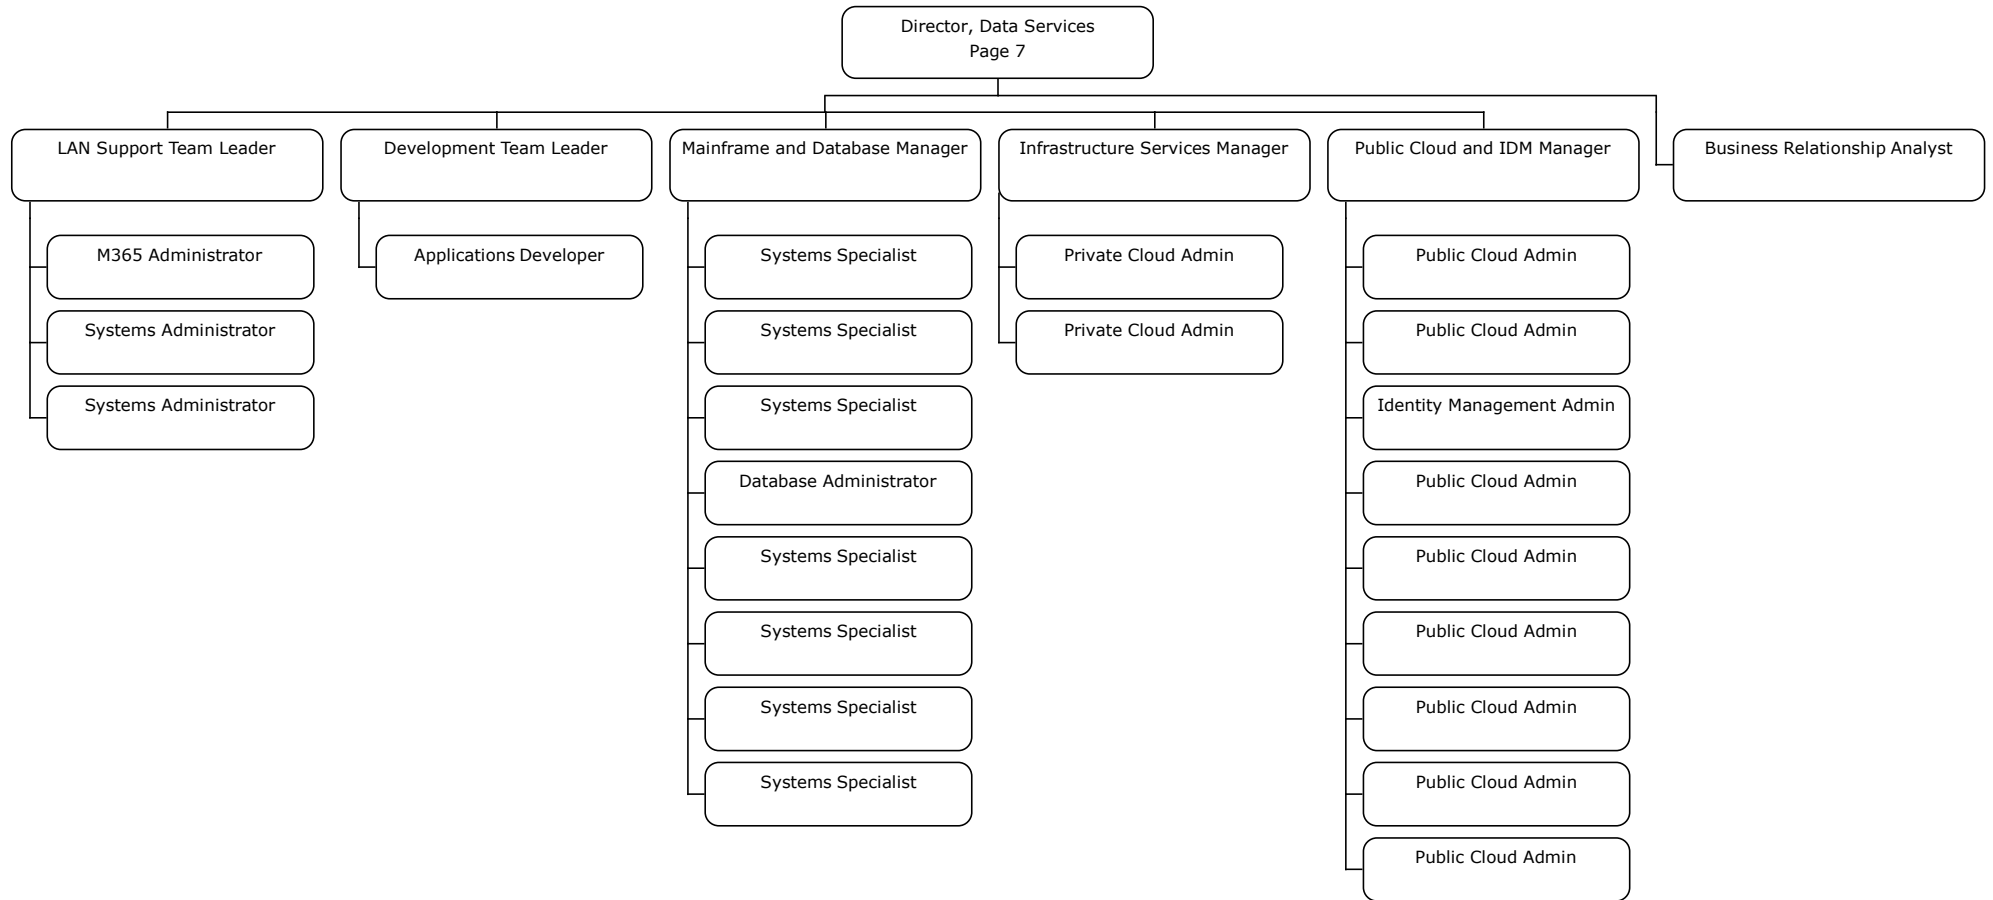 Director, Data Services
Page 7
LAN Support Team Leader
Development Team Leader
Mainframe and Database Manager
Infrastructure Services Manager
Public Cloud and IDM Manager
Business Relationship Analyst
M365 Administrator
Systems Administrator
Systems Administrator
Applications Developer
Systems Specialist
Systems Specialist
Systems Specialist
Database Administrator
Systems Specialist
Systems Specialist
Systems Specialist
Systems Specialist
Private Cloud Admin
Private Cloud Admin
Public Cloud Admin
Public Cloud Admin
Identity Management Admin
Public Cloud Admin
Public Cloud Admin
Public Cloud Admin
Public Cloud Admin
Public Cloud Admin
Public Cloud Admin